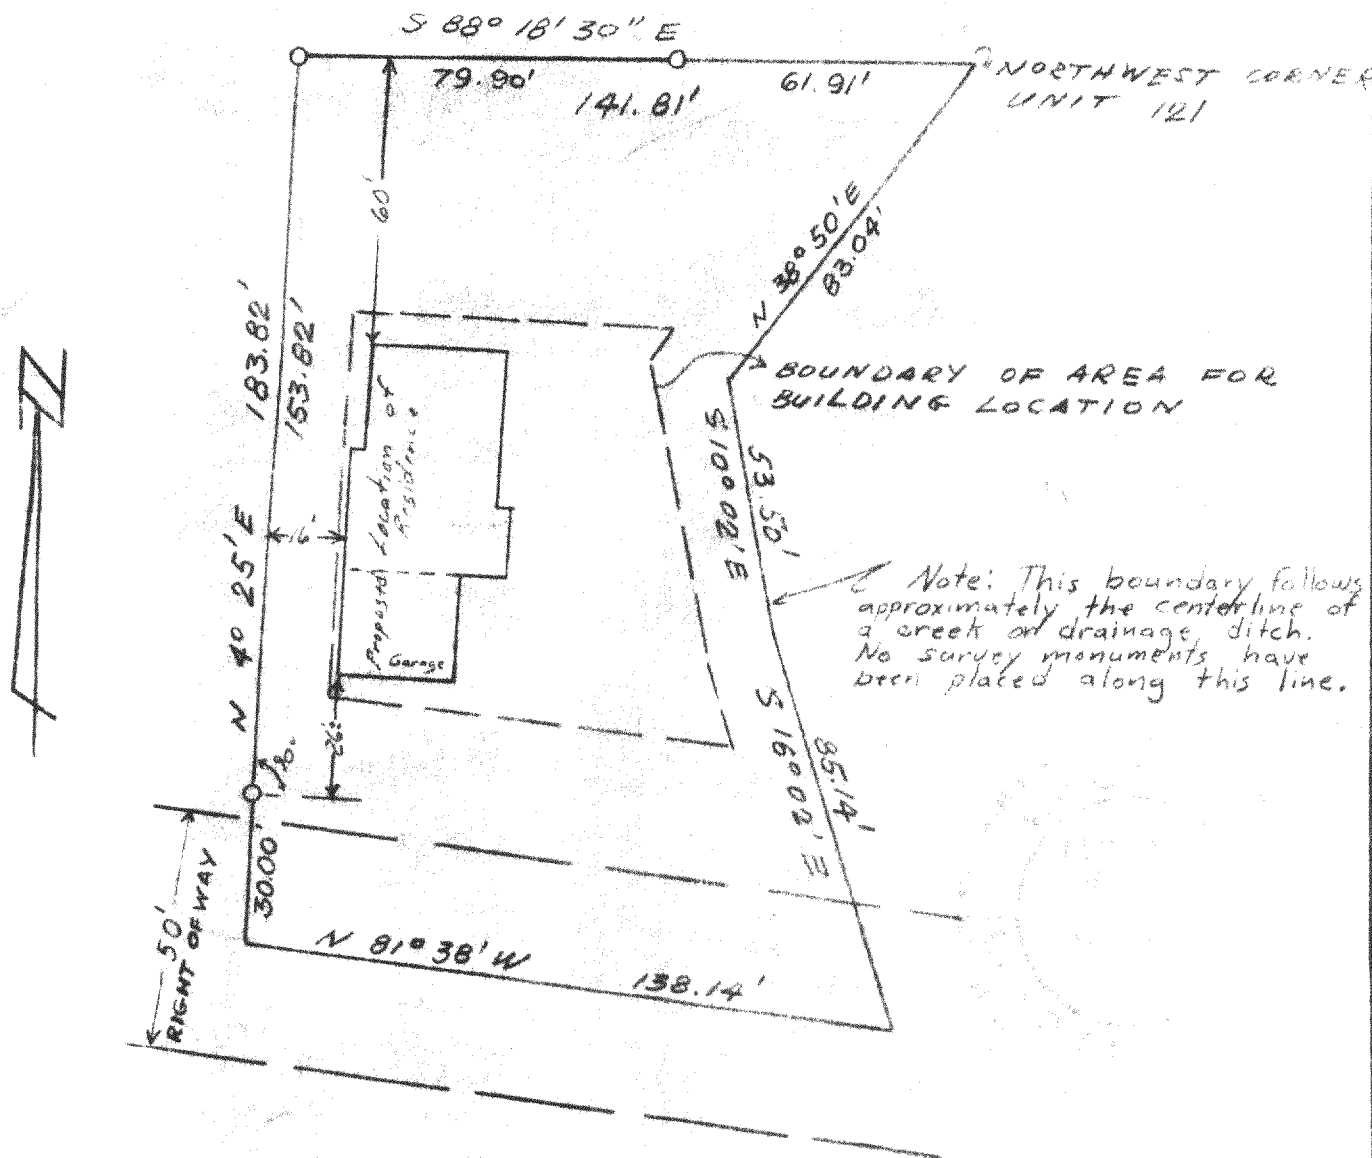 S 88° 18' 30" E
79.90'
61.91'
141.81'
NORTHWEST CORNER
UNIT 121
60'
N 38° 50' E
83.04'
183.82'
153.82'
N 4° 25' E
BOUNDARY OF AREA FOR
BUILDING LOCATION
S 10° 02' E
53.50'
Proposed Location of
Residence
16'
Garage
Note: This boundary follows
approximately the centerline of
a creek or drainage ditch.
No survey monuments have
been placed along this line.
S 16° 02' E
85.14'
26'
30.00'
50'
RIGHT OF WAY
N 81° 38' W
138.14'